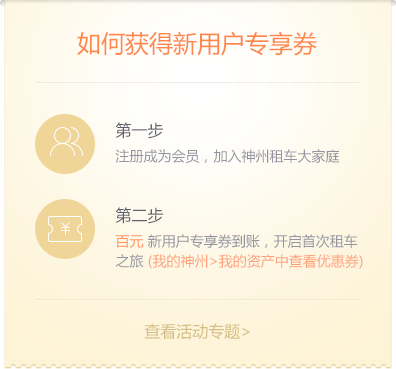 如何获得新用户专享券
第一步
注册成为会员，加入神州租车大家庭
¥
第二步
百元 新用户专享券到账，开启首次租车
之旅 (我的神州>我的资产中查看优惠券)
查看活动专题>